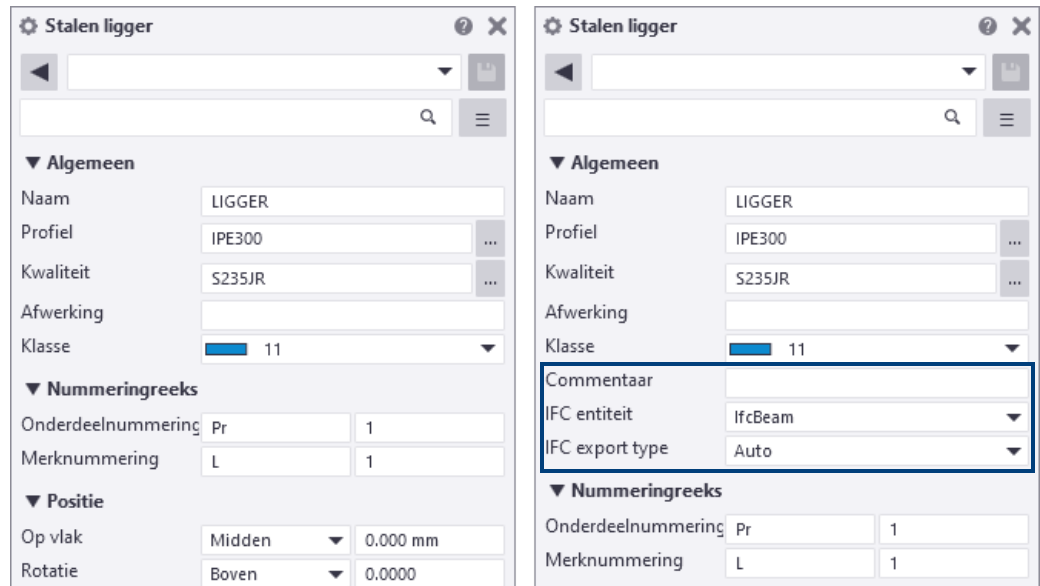 Stalen ligger
Algemeen
Naam LIGGER
Profiel IPE300 ...
Kwaliteit S235JR ...
Afwerking
Klasse 11
Nummeringreeks
Onderdeelnummering Pr 1
Merknummering L 1
Positie
Op vlak Midden 0.000 mm
Rotatie Boven 0.0000
Stalen ligger
Algemeen
Naam LIGGER
Profiel IPE300 ...
Kwaliteit S235JR ...
Afwerking
Klasse 11
Commentaar
IFC entiteit IfcBeam
IFC export type Auto
Nummeringreeks
Onderdeelnummering Pr 1
Merknummering L 1